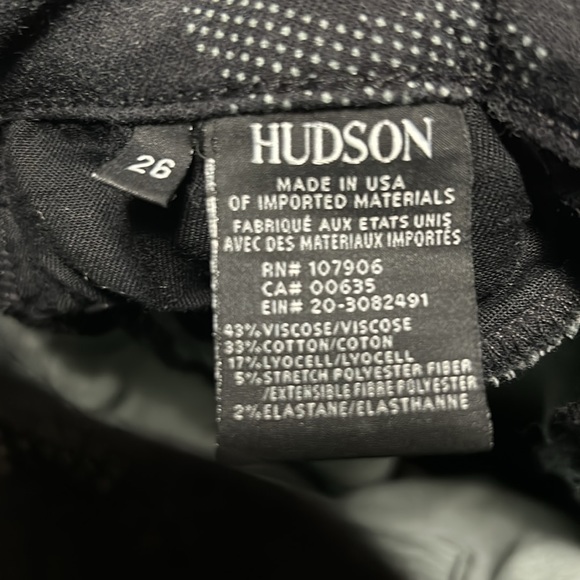 26
HUDSON
MADE IN USA
OF IMPORTED MATERIALS
FABRIQUÉ AUX ETATS UNIS
AVEC DES MATERIAUX IMPORTÉS
RN# 107906
CA# 00635
EIN# 20-3082491
43% VISCOSE/VISCOSE
33% COTTON/COTON
17% LYOCELL/LYOCELL
5% STRETCH POLYESTER FIBER
/EXTENSIBLE FIBRE POLYESTER
2% ELASTANE/ELASTHANNE